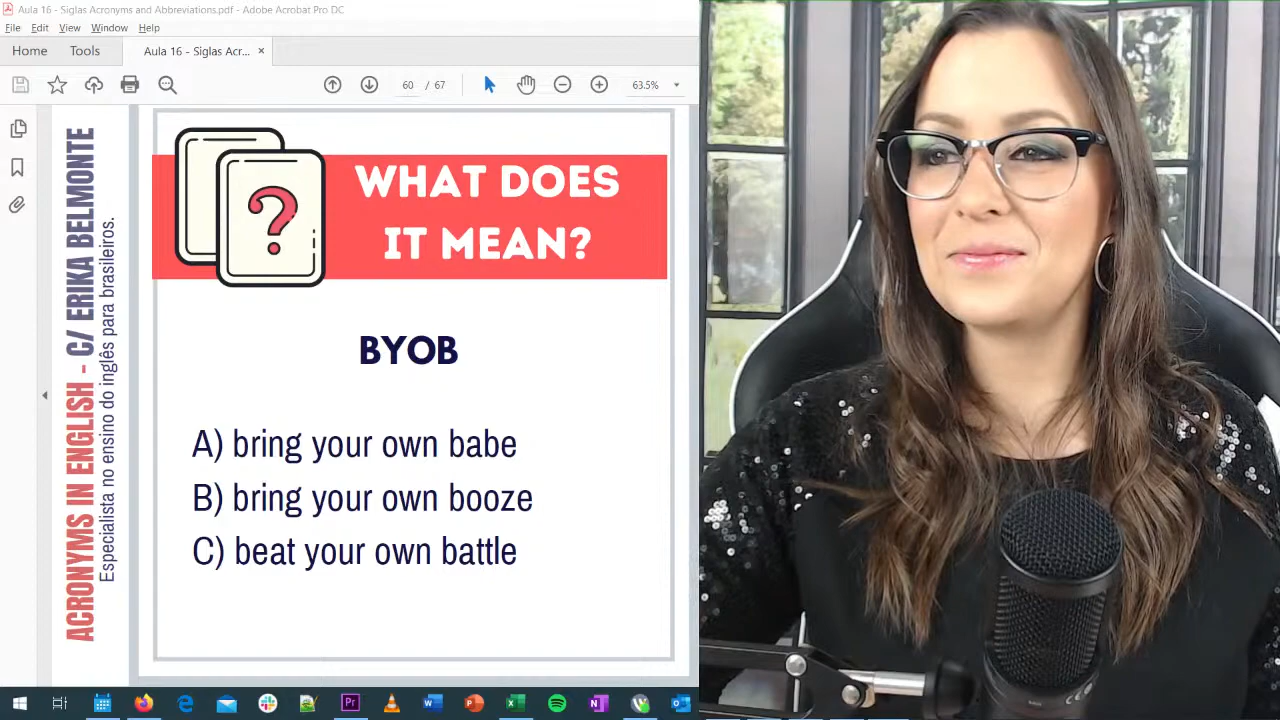 Aula 16 - Siglas Acronyms and Abbreviations.pdf - Adobe Acrobat Pro DC
File Edit View Window Help
Home Tools Aula 16 - Siglas Acr... ×
60 / 67 63.5%
ACRONYMS IN ENGLISH - C/ ERIKA BELMONTE
Especialista no ensino do inglês para brasileiros.
?
WHAT DOES
IT MEAN?
BYOB
A) bring your own babe
B) bring your own booze
C) beat your own battle